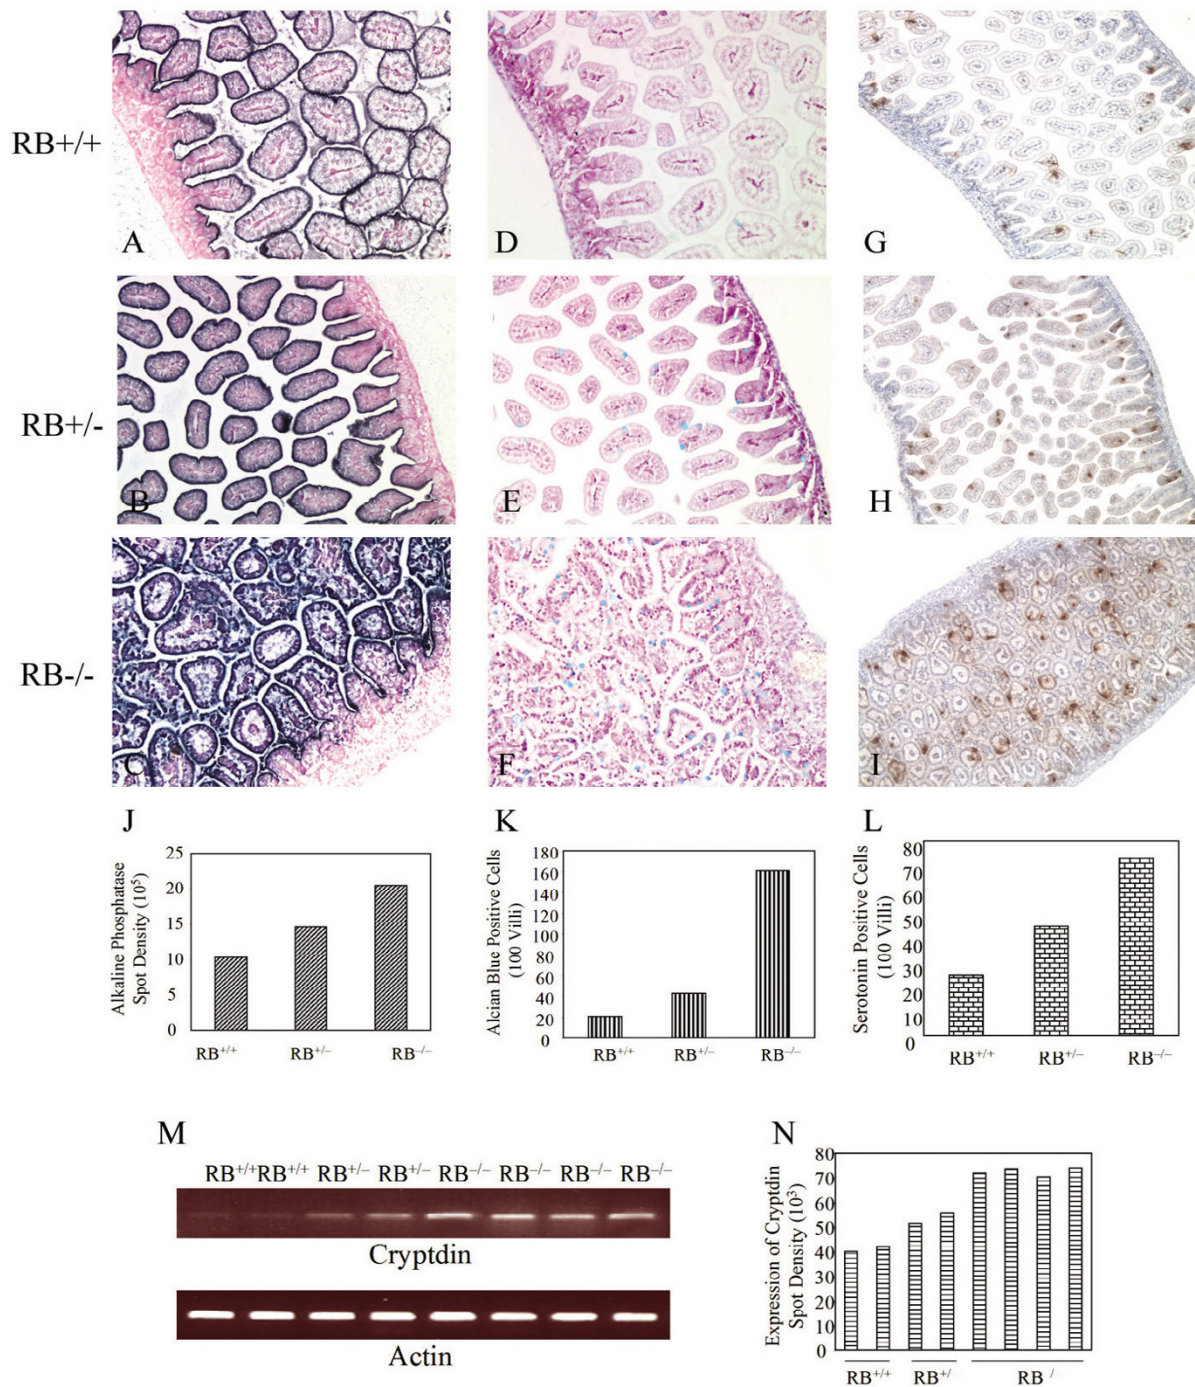 RB+/+
A
D
G
RB+/-
B
E
H
RB-/-
C
F
I
J
Alkaline Phosphatase
Spot Density (10⁵)
25
20
15
10
5
0
RB⁺/⁺
RB⁺/⁻
RB⁻/⁻
K
Alcian Blue Positive Cells
(100 Villi)
180
160
140
120
100
80
60
40
20
0
RB⁺/⁺
RB⁺/⁻
RB⁻/⁻
L
Serotonin Positive Cells
(100 Villi)
80
70
60
50
40
30
20
10
0
RB⁺/⁺
RB⁺/⁻
RB⁻/⁻
M
RB⁺/⁺ RB⁺/⁺ RB⁺/⁻ RB⁺/⁻ RB⁻/⁻ RB⁻/⁻ RB⁻/⁻ RB⁻/⁻
Cryptdin
Actin
N
Expression of Cryptdin
Spot Density (10³)
80
70
60
50
40
30
20
10
0
RB⁺/⁺
RB⁺/
RB /